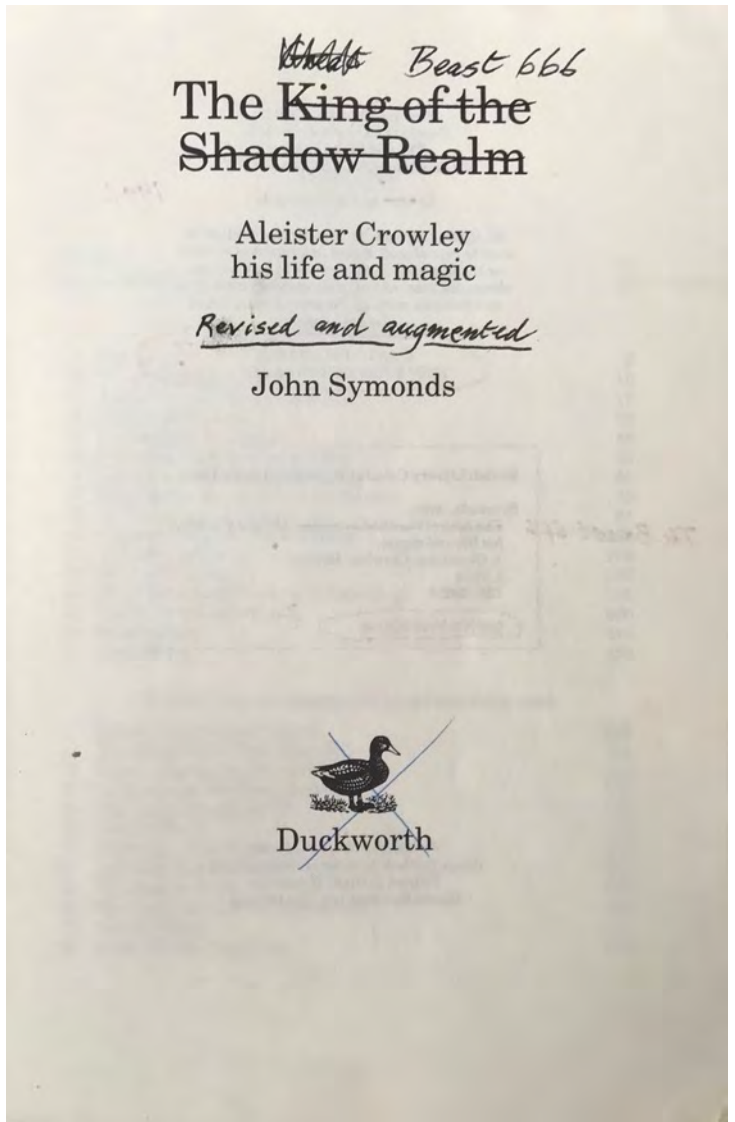 Beast 666
The King of the
Shadow Realm
Aleister Crowley
his life and magic
Revised and augmented
John Symonds
Duckworth